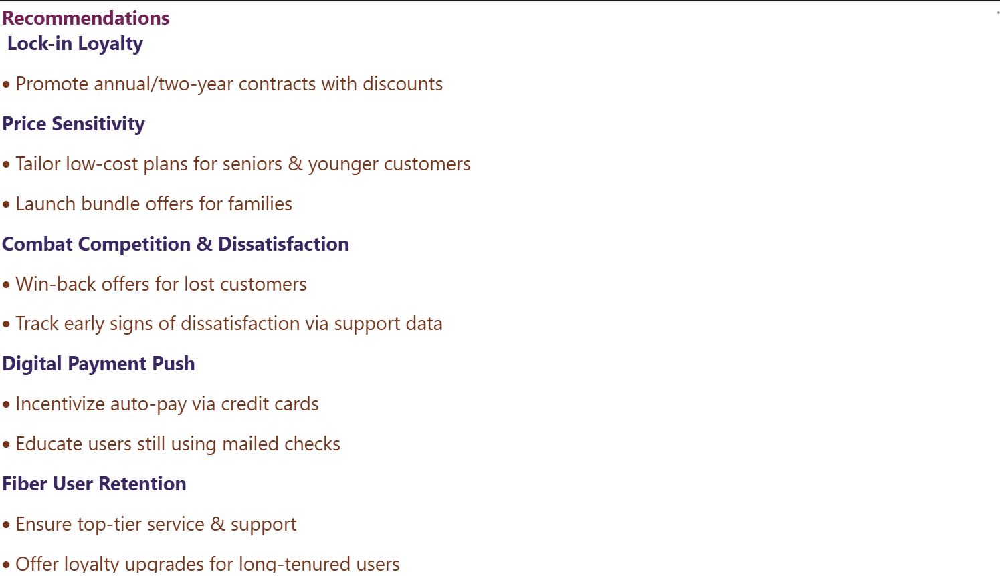 Recommendations
Lock-in Loyalty
• Promote annual/two-year contracts with discounts
Price Sensitivity
• Tailor low-cost plans for seniors & younger customers
• Launch bundle offers for families
Combat Competition & Dissatisfaction
• Win-back offers for lost customers
• Track early signs of dissatisfaction via support data
Digital Payment Push
• Incentivize auto-pay via credit cards
• Educate users still using mailed checks
Fiber User Retention
• Ensure top-tier service & support
• Offer loyalty upgrades for long-tenured users